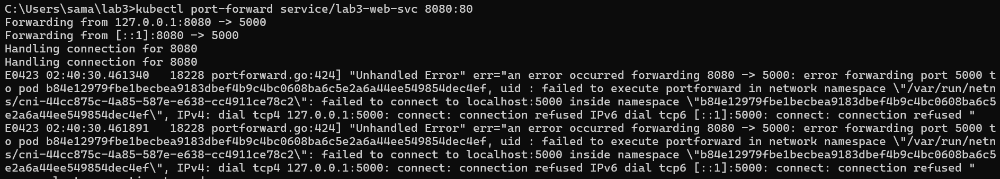 C:\Users\sama\lab3>kubectl port-forward service/lab3-web-svc 8080:80
Forwarding from 127.0.0.1:8080 -> 5000
Forwarding from [::1]:8080 -> 5000
Handling connection for 8080
Handling connection for 8080
E0423 02:40:30.461340   18228 portforward.go:424] "Unhandled Error" err="an error occurred forwarding 8080 -> 5000: error forwarding port 5000 t
o pod b84e12979fbe1becbea9183dbef4b9c4bc0608ba6c5e2a6a44ee549854dec4ef, uid : failed to execute portforward in network namespace \"/var/run/netn
s/cni-44cc875c-4a85-587e-e638-cc4911ce78c2\": failed to connect to localhost:5000 inside namespace \"b84e12979fbe1becbea9183dbef4b9c4bc0608ba6c5
e2a6a44ee549854dec4ef\", IPv4: dial tcp4 127.0.0.1:5000: connect: connection refused IPv6 dial tcp6 [::1]:5000: connect: connection refused "
E0423 02:40:30.461891   18228 portforward.go:424] "Unhandled Error" err="an error occurred forwarding 8080 -> 5000: error forwarding port 5000 t
o pod b84e12979fbe1becbea9183dbef4b9c4bc0608ba6c5e2a6a44ee549854dec4ef, uid : failed to execute portforward in network namespace \"/var/run/netn
s/cni-44cc875c-4a85-587e-e638-cc4911ce78c2\": failed to connect to localhost:5000 inside namespace \"b84e12979fbe1becbea9183dbef4b9c4bc0608ba6c5
e2a6a44ee549854dec4ef\", IPv4: dial tcp4 127.0.0.1:5000: connect: connection refused IPv6 dial tcp6 [::1]:5000: connect: connection refused "